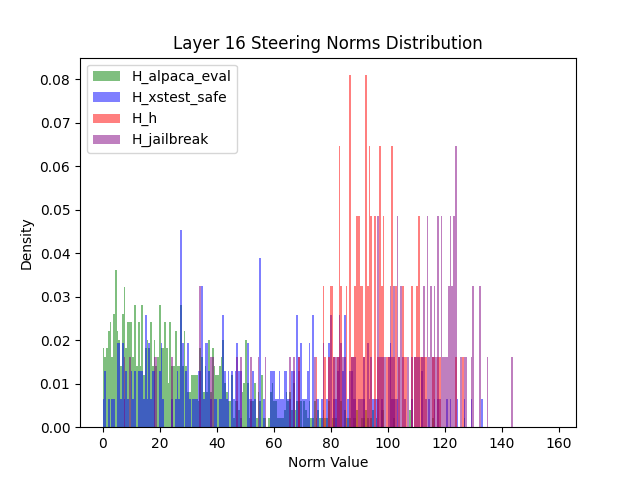 Layer 16 Steering Norms Distribution
H_alpaca_eval
H_xstest_safe
H_h
H_jailbreak
Density
0.08
0.07
0.06
0.05
0.04
0.03
0.02
0.01
0.00
0 20 40 60 80 100 120 140 160
Norm Value